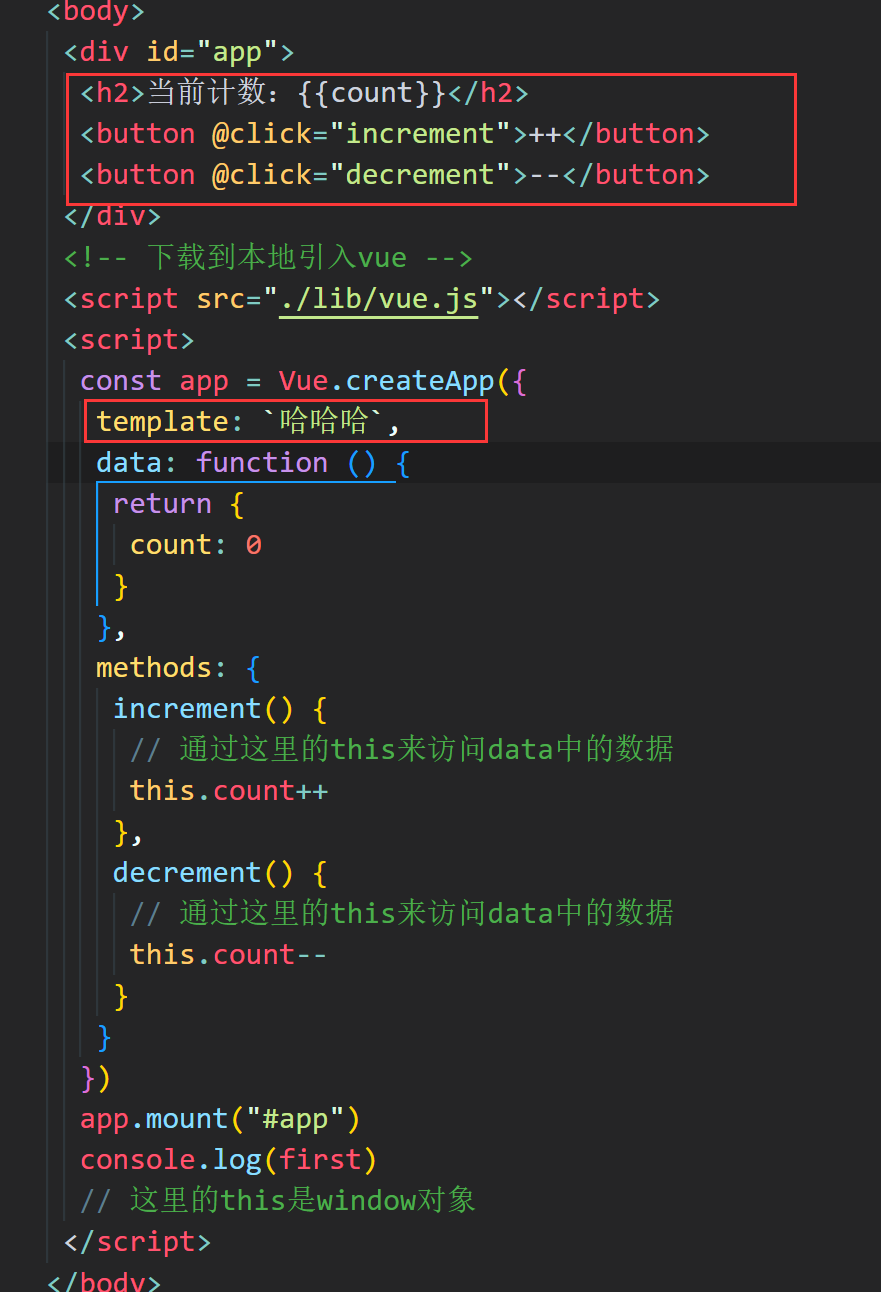 <body>
<div id="app">
<h2>当前计数：{{count}}</h2>
<button @click="increment">++</button>
<button @click="decrement">--</button>
</div>
<!-- 下载到本地引入vue -->
<script src="./lib/vue.js"></script>
<script>
const app = Vue.createApp({
template: `哈哈哈`,
data: function () {
return {
count: 0
}
},
methods: {
increment() {
// 通过这里的this来访问data中的数据
this.count++
},
decrement() {
// 通过这里的this来访问data中的数据
this.count--
}
}
})
app.mount("#app")
console.log(first)
// 这里的this是window对象
</script>
</body>